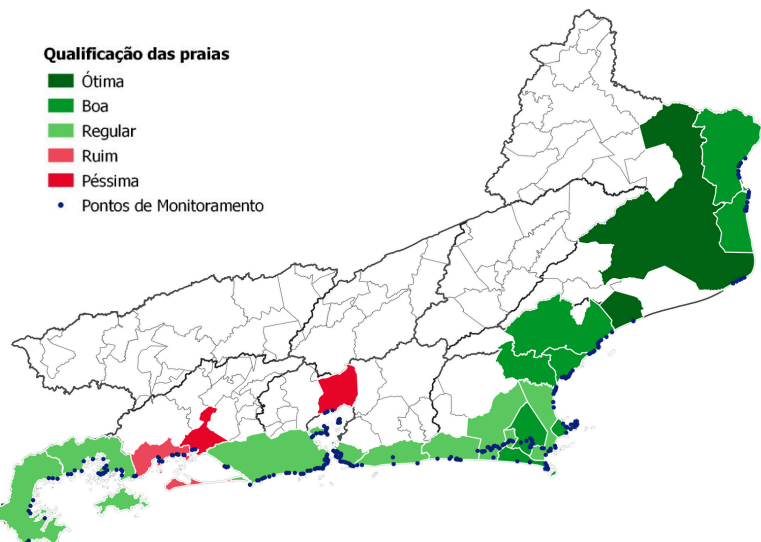 Qualificação das praias
Ótima
Boa
Regular
Ruim
Péssima
Pontos de Monitoramento